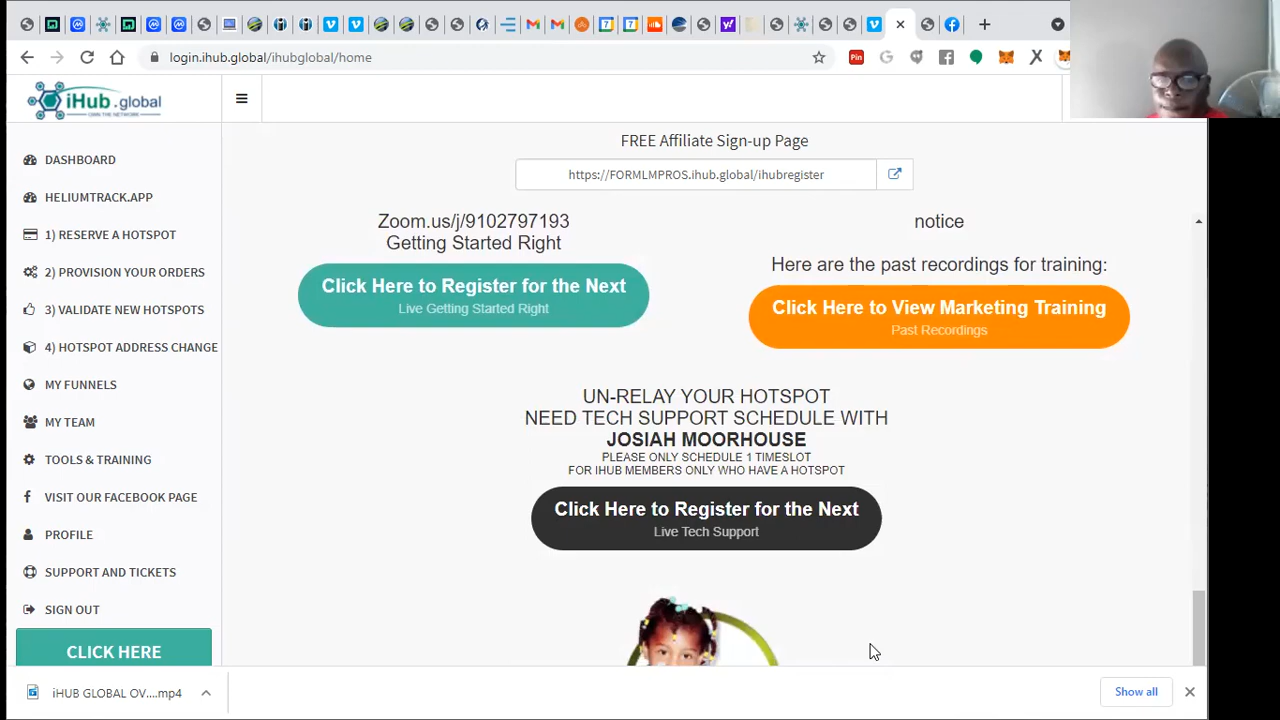 login.ihub.global/ihubglobal/home
Pin
iHub.global
OWN THE NETWORK
DASHBOARD
HELIUMTRACK.APP
1) RESERVE A HOTSPOT
2) PROVISION YOUR ORDERS
3) VALIDATE NEW HOTSPOTS
4) HOTSPOT ADDRESS CHANGE
MY FUNNELS
MY TEAM
TOOLS & TRAINING
VISIT OUR FACEBOOK PAGE
PROFILE
SUPPORT AND TICKETS
SIGN OUT
CLICK HERE
FREE Affiliate Sign-up Page
https://FORMLMPROS.ihub.global/ihubregister
Zoom.us/j/9102797193
Getting Started Right
Click Here to Register for the Next
Live Getting Started Right
notice
Here are the past recordings for training:
Click Here to View Marketing Training
Past Recordings
UN-RELAY YOUR HOTSPOT
NEED TECH SUPPORT SCHEDULE WITH
JOSIAH MOORHOUSE
PLEASE ONLY SCHEDULE 1 TIMESLOT
FOR IHUB MEMBERS ONLY WHO HAVE A HOTSPOT
Click Here to Register for the Next
Live Tech Support
iHUB GLOBAL OV....mp4
Show all